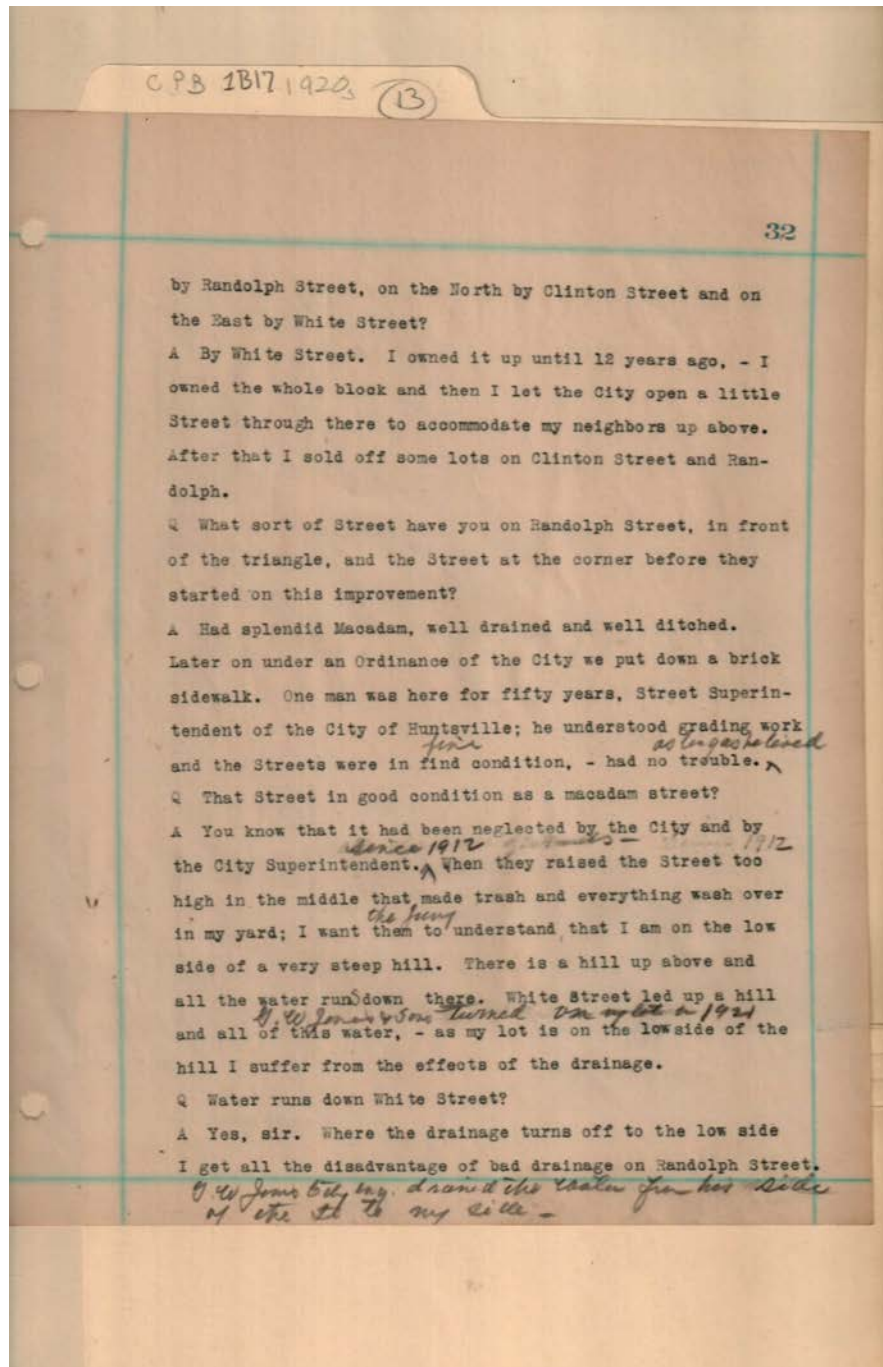 CPB 1B17 1920s 13
32
by Randolph Street, on the North by Clinton Street and on
the East by White Street?
A By White Street. I owned it up until 12 years ago, - I
owned the whole block and then I let the City open a little
Street through there to accommodate my neighbors up above.
After that I sold off some lots on Clinton Street and Ran-
dolph.
Q What sort of Street have you on Randolph Street, in front
of the triangle, and the Street at the corner before they
started on this improvement?
A Had splendid Macadam, well drained and well ditched.
Later on under an Ordinance of the City we put down a brick
sidewalk. One man was here for fifty years, Street Superin-
tendent of the City of Huntsville; he understood grading work
fine as long as he lived
and the Streets were in find condition, - had no trouble.
Q That Street in good condition as a macadam street?
A You know that it had been neglected by the City and by
since 1912 1912
the City Superintendent. When they raised the Street too
high in the middle that made trash and everything wash over
the jury
in my yard; I want them to understand that I am on the low
side of a very steep hill. There is a hill up above and
all the water runs down there. White Street led up a hill
G. W. Jones & Sons turned on my lot in 1921
and all of this water, - as my lot is on the lowside of the
hill I suffer from the effects of the drainage.
Q Water runs down White Street?
A Yes, sir. Where the drainage turns off to the low side
I get all the disadvantage of bad drainage on Randolph Street.
G W Jones City Eng. drained the water from his side
of the St to my side -